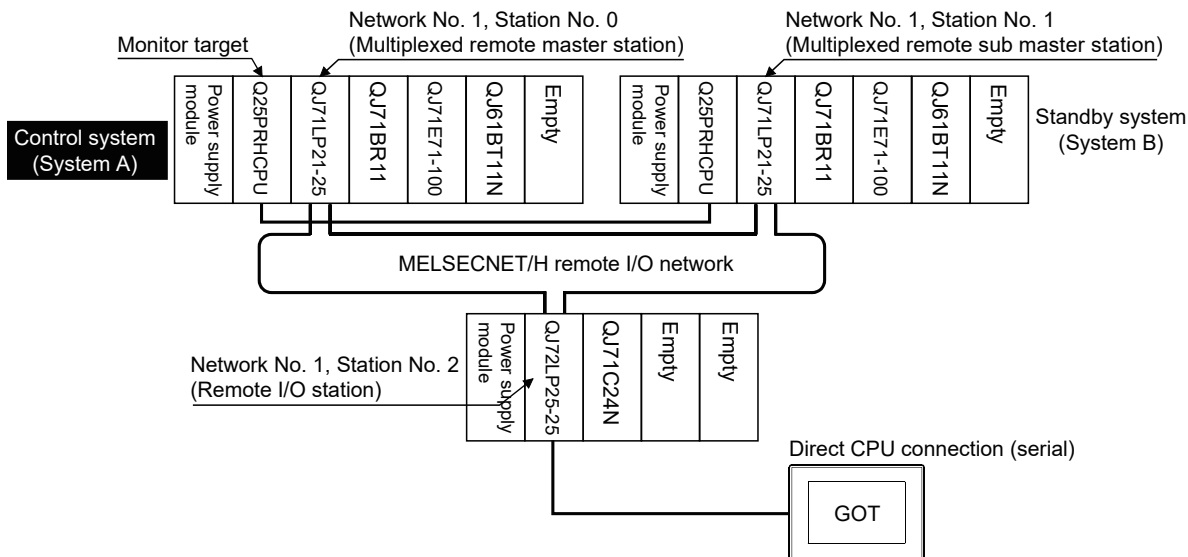 Network No. 1, Station No. 0
(Multiplexed remote master station)
Network No. 1, Station No. 1
(Multiplexed remote sub master station)
Monitor target
Control system
(System A)
Power supply
module
Q25PRHCPU
QJ71LP21-25
QJ71BR11
QJ71E71-100
QJ61BT11N
Empty
Power supply
module
Q25PRHCPU
QJ71LP21-25
QJ71BR11
QJ71E71-100
QJ61BT11N
Empty
Standby system
(System B)
MELSECNET/H remote I/O network
Network No. 1, Station No. 2
(Remote I/O station)
Power supply
module
QJ72LP25-25
QJ71C24N
Empty
Empty
Direct CPU connection (serial)
GOT